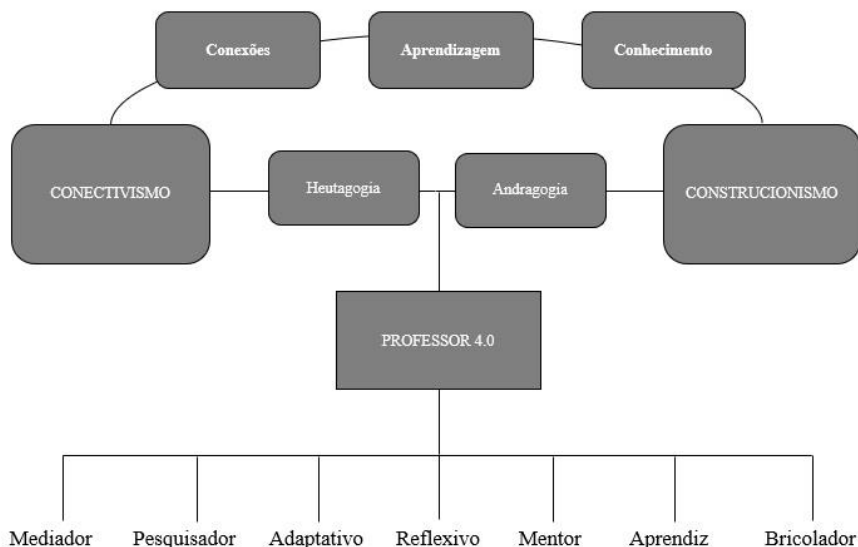 Conexões
Aprendizagem
Conhecimento
CONECTIVISMO
Heutagogia
Andragogia
CONSTRUCIONISMO
PROFESSOR 4.0
Mediador
Pesquisador
Adaptativo
Reflexivo
Mentor
Aprendiz
Bricolador